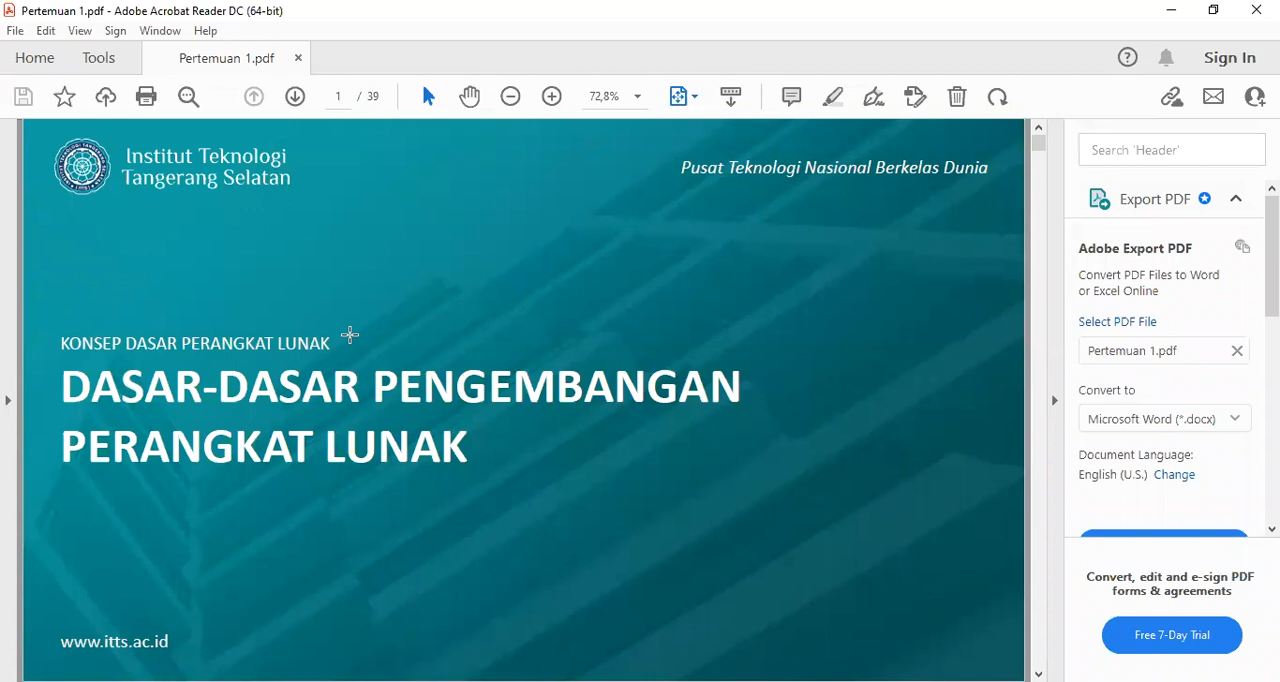 Pertemuan 1.pdf - Adobe Acrobat Reader DC (64-bit)
File Edit View Sign Window Help
Home Tools Pertemuan 1.pdf Sign In
1 / 39 72,8%
Institut Teknologi
Tangerang Selatan
Pusat Teknologi Nasional Berkelas Dunia
KONSEP DASAR PERANGKAT LUNAK
DASAR-DASAR PENGEMBANGAN
PERANGKAT LUNAK
www.itts.ac.id
Search 'Header'
Export PDF
Adobe Export PDF
Convert PDF Files to Word
or Excel Online
Select PDF File
Pertemuan 1.pdf
Convert to
Microsoft Word (*.docx)
Document Language:
English (U.S.) Change
Convert, edit and e-sign PDF
forms & agreements
Free 7-Day Trial